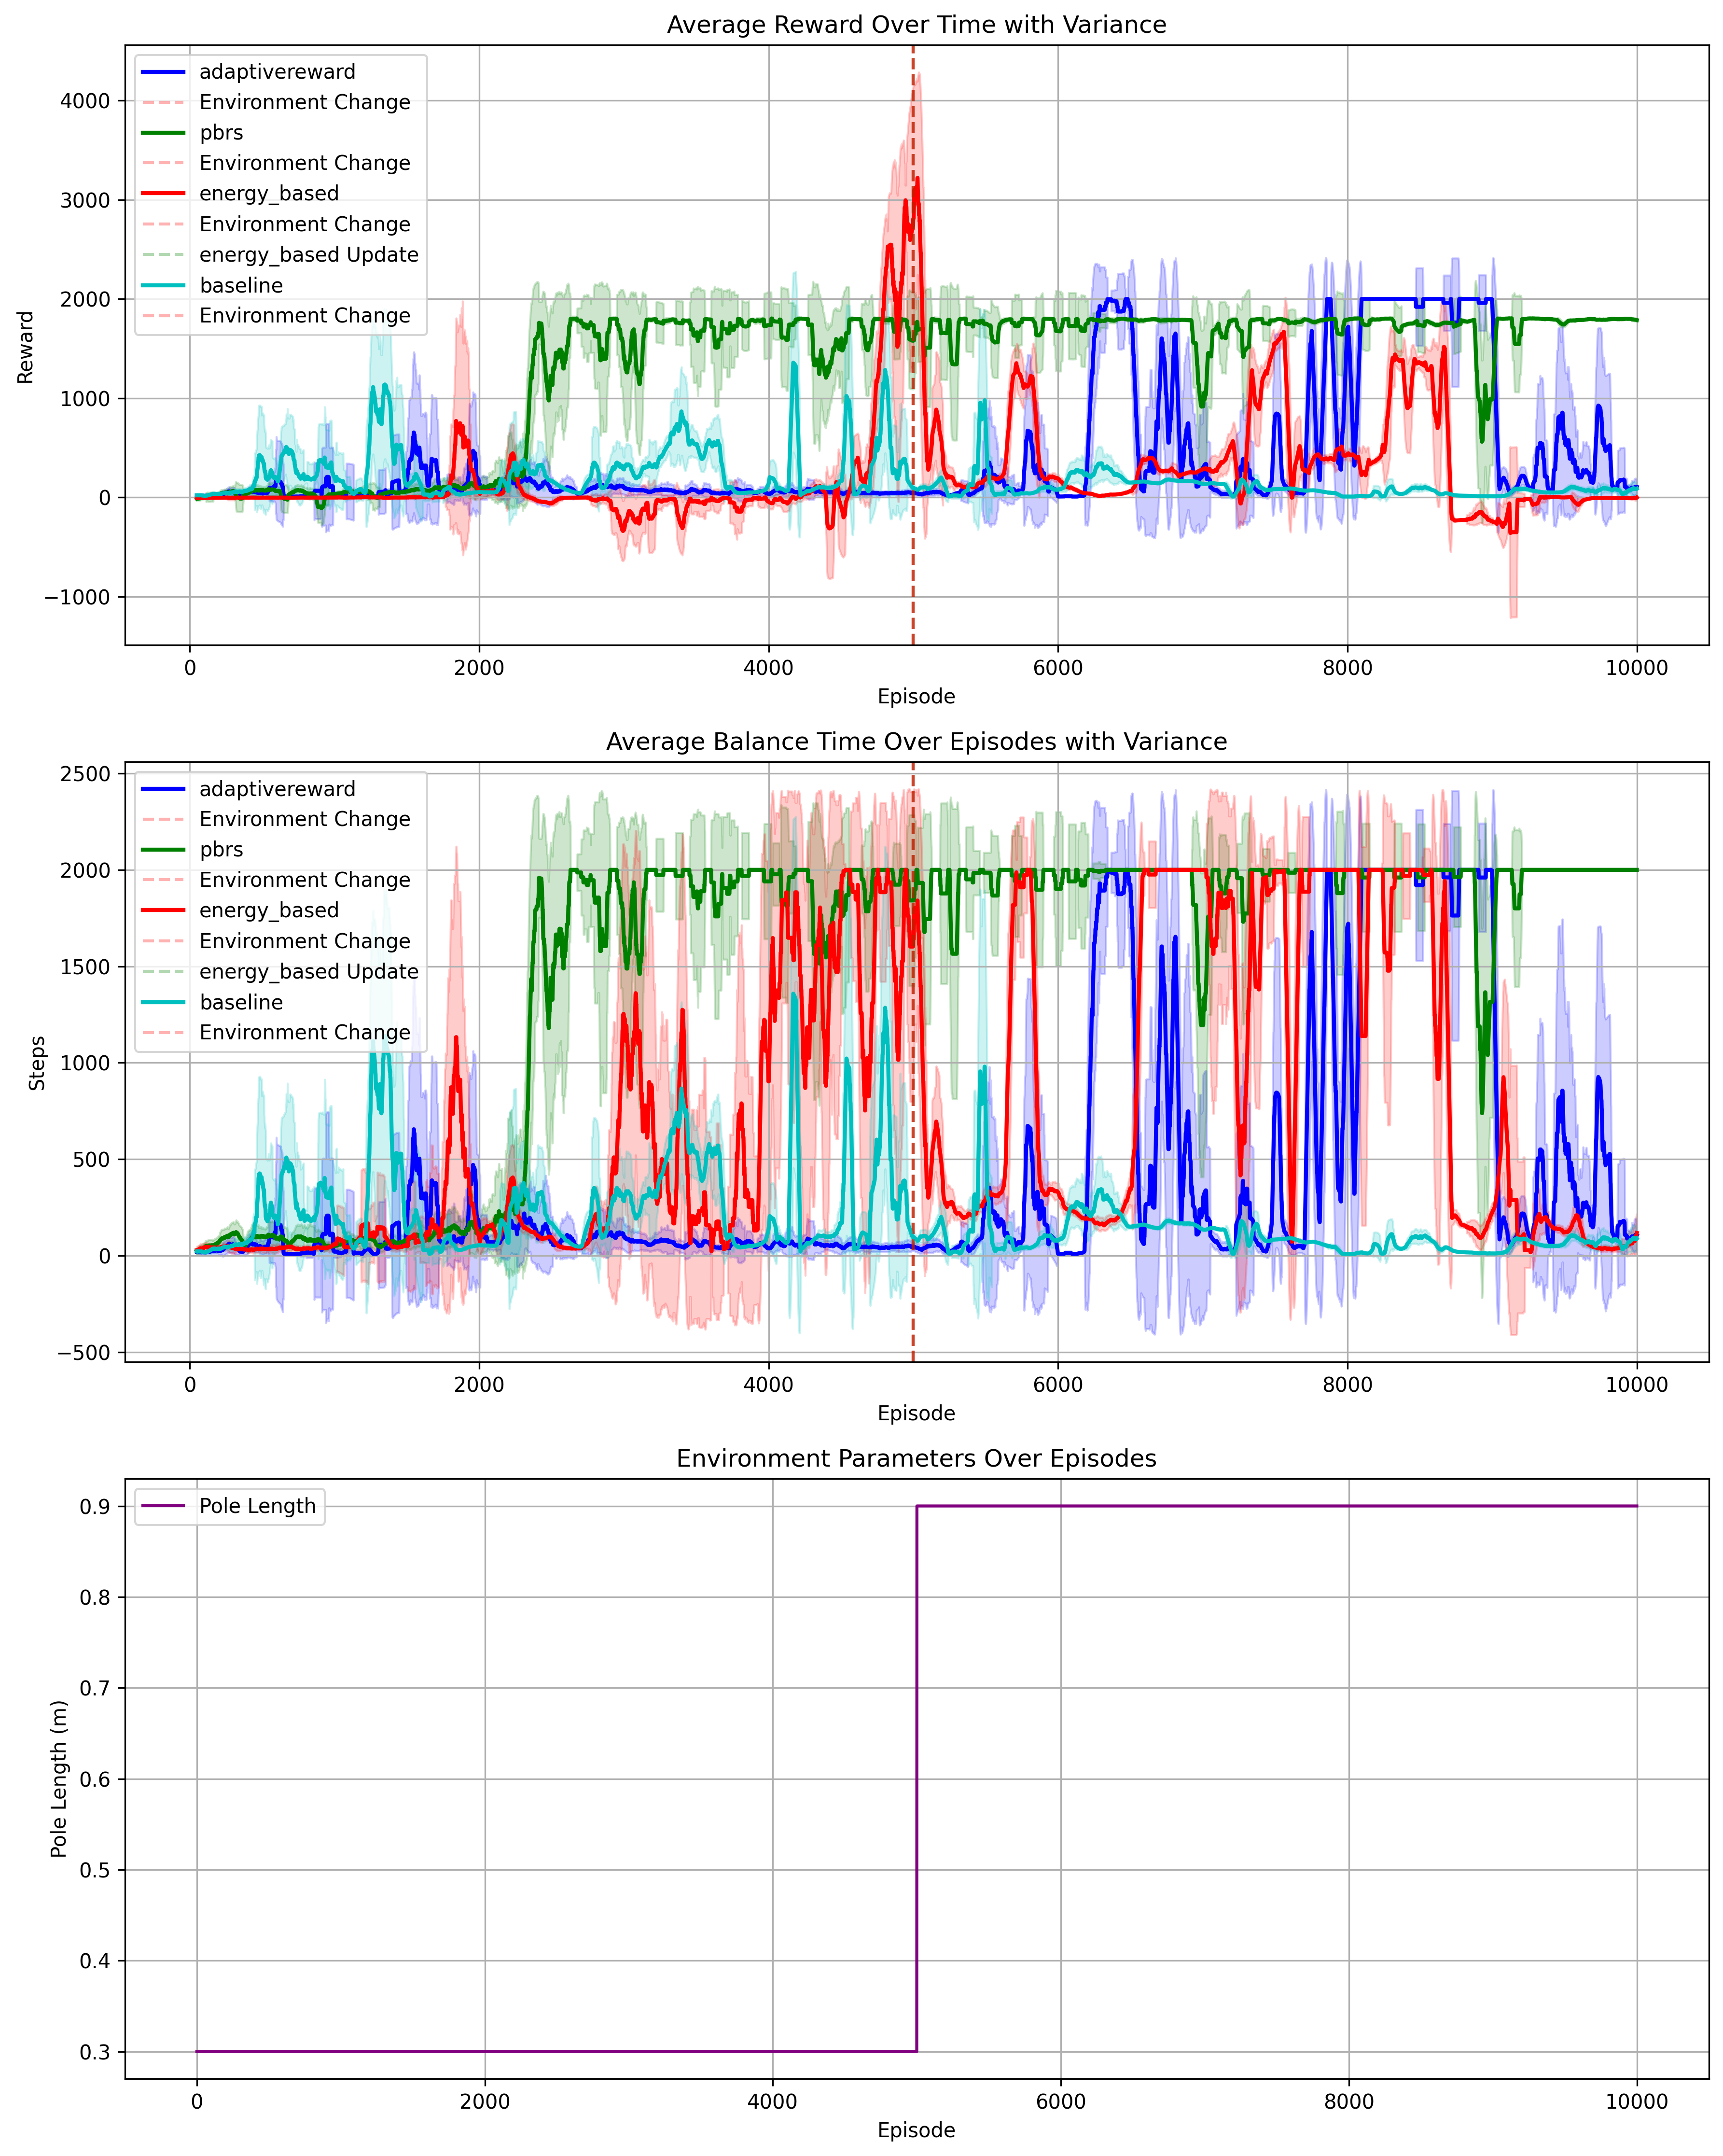 Average Reward Over Time with Variance
adaptivereward
Environment Change
pbrs
Environment Change
energy_based
Environment Change
energy_based Update
baseline
Environment Change
4000
3000
2000
1000
0
−1000
Reward
0 2000 4000 6000 8000 10000
Episode
Average Balance Time Over Episodes with Variance
adaptivereward
Environment Change
pbrs
Environment Change
energy_based
Environment Change
energy_based Update
baseline
Environment Change
2500
2000
1500
1000
500
0
−500
Steps
0 2000 4000 6000 8000 10000
Episode
Environment Parameters Over Episodes
Pole Length
0.9
0.8
0.7
0.6
0.5
0.4
0.3
Pole Length (m)
0 2000 4000 6000 8000 10000
Episode